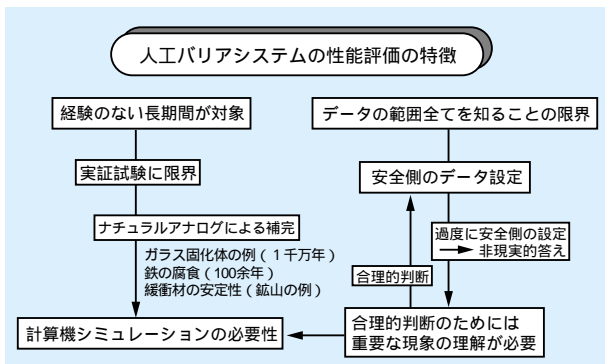 人工バリアシステムの性能評価の特徴
経験のない長期間が対象
実証試験に限界
ナチュラルアナログによる補完
ガラス固化体の例（１千万年）
鉄の腐食（100余年）
緩衝材の安定性（鉱山の例）
計算機シミュレーションの必要性
データの範囲全てを知ることの限界
安全側のデータ設定
過度に安全側の設定
非現実的答え
合理的判断
合理的判断のためには
重要な現象の理解が必要